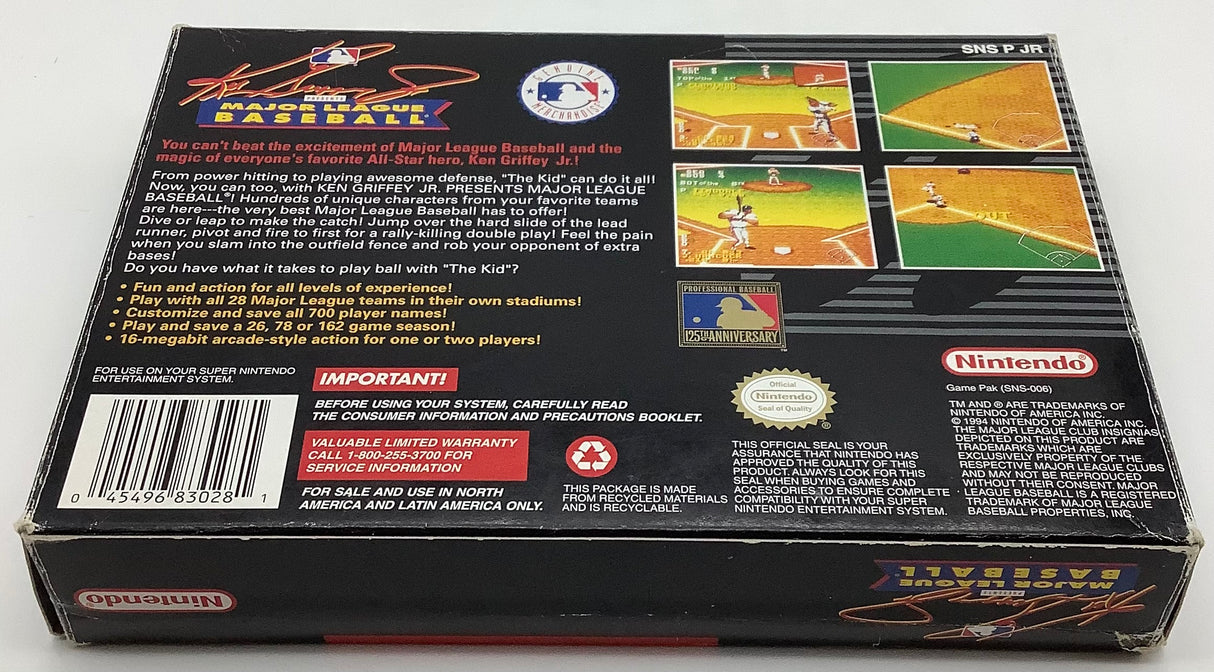 SNS P JR
Ken Griffey Jr.
PRESENTS
MAJOR LEAGUE
BASEBALL
GENUINE
MERCHANDISE
You can't beat the excitement of Major League Baseball and the
magic of everyone's favorite All-Star hero, Ken Griffey Jr.!
From power hitting to playing awesome defense, "The Kid" can do it all!
Now, you can too, with KEN GRIFFEY JR. PRESENTS MAJOR LEAGUE
BASEBALL®! Hundreds of unique characters from your favorite teams
are here---the very best Major League Baseball has to offer!
Dive or leap to make the catch! Jump over the hard slide of the lead
runner, pivot and fire to first for a rally-killing double play! Feel the pain
when you slam into the outfield fence and rob your opponent of extra
bases!
Do you have what it takes to play ball with "The Kid"?
• Fun and action for all levels of experience!
• Play with all 28 Major League teams in their own stadiums!
• Customize and save all 700 player names!
• Play and save a 26, 78 or 162 game season!
• 16-megabit arcade-style action for one or two players!
TOP of the 1ST
BOT of the 8TH
OUT
PROFESSIONAL BASEBALL
125TH ANNIVERSARY
TM
FOR USE ON YOUR SUPER NINTENDO
ENTERTAINMENT SYSTEM.
0 45496 83028 1
IMPORTANT!
BEFORE USING YOUR SYSTEM, CAREFULLY READ
THE CONSUMER INFORMATION AND PRECAUTIONS BOOKLET.
VALUABLE LIMITED WARRANTY
CALL 1-800-255-3700 FOR
SERVICE INFORMATION
FOR SALE AND USE IN NORTH
AMERICA AND LATIN AMERICA ONLY.
THIS PACKAGE IS MADE
FROM RECYCLED MATERIALS
AND IS RECYCLABLE.
Official
Nintendo
Seal of Quality
®
THIS OFFICIAL SEAL IS YOUR
ASSURANCE THAT NINTENDO HAS
APPROVED THE QUALITY OF THIS
PRODUCT. ALWAYS LOOK FOR THIS
SEAL WHEN BUYING GAMES AND
ACCESSORIES TO ENSURE COMPLETE
COMPATIBILITY WITH YOUR SUPER
NINTENDO ENTERTAINMENT SYSTEM.
Nintendo®
Game Pak (SNS-006)
TM AND ® ARE TRADEMARKS OF
NINTENDO OF AMERICA INC.
© 1994 NINTENDO OF AMERICA INC.
THE MAJOR LEAGUE CLUB INSIGNIAS
DEPICTED ON THIS PRODUCT ARE
TRADEMARKS WHICH ARE
EXCLUSIVELY PROPERTY OF THE
RESPECTIVE MAJOR LEAGUE CLUBS
AND MAY NOT BE REPRODUCED
WITHOUT THEIR CONSENT. MAJOR
LEAGUE BASEBALL IS A REGISTERED
TRADEMARK OF MAJOR LEAGUE
BASEBALL PROPERTIES, INC.
Nintendo®
Ken Griffey Jr.
PRESENTS
MAJOR LEAGUE
BASEBALL